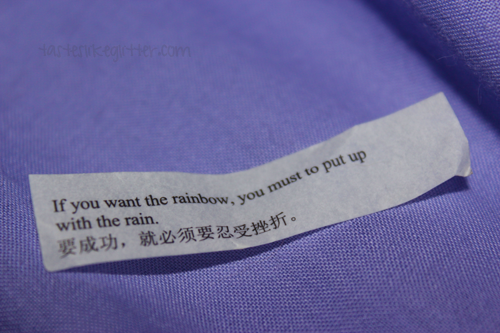 If you want the rainbow, you must to put up
with the rain.
要成功，就必须要忍受挫折。